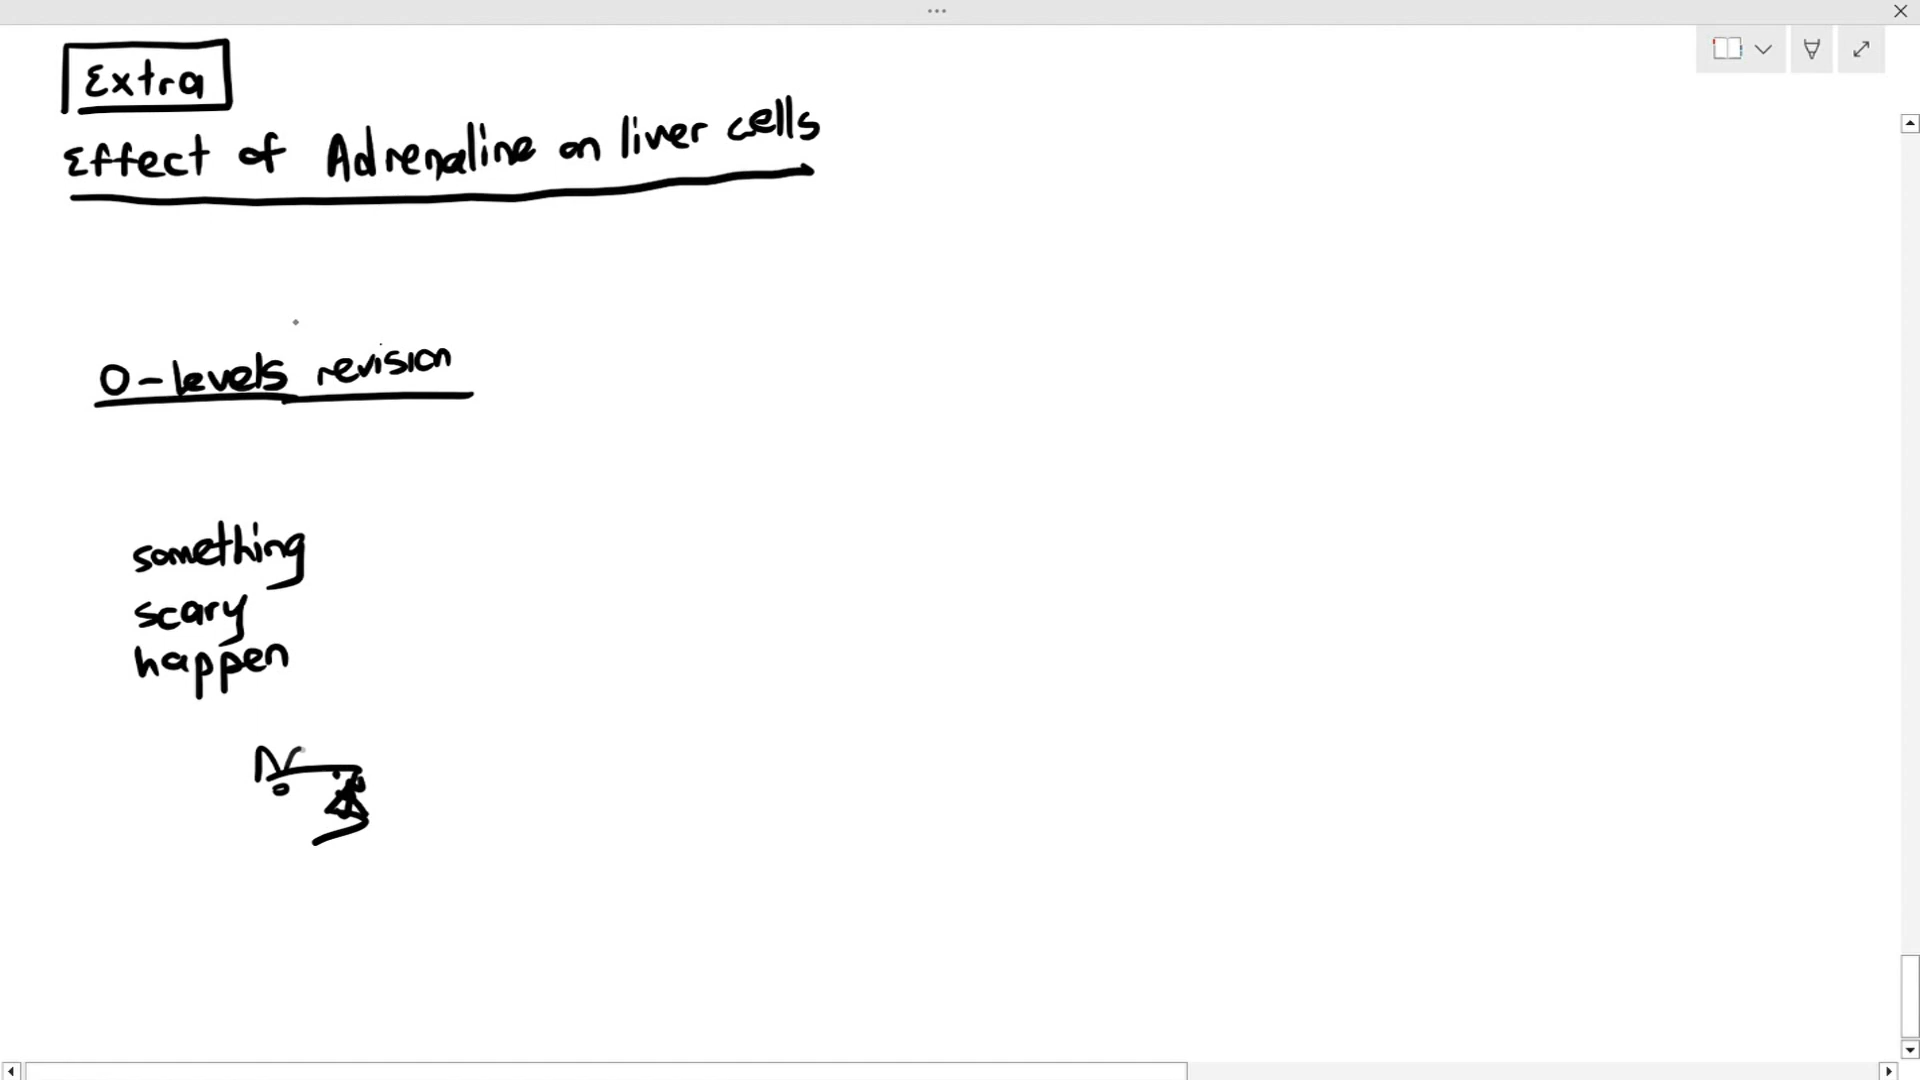 Extra
Effect of Adrenaline on liver cells
O-levels revision
something
scary
happen